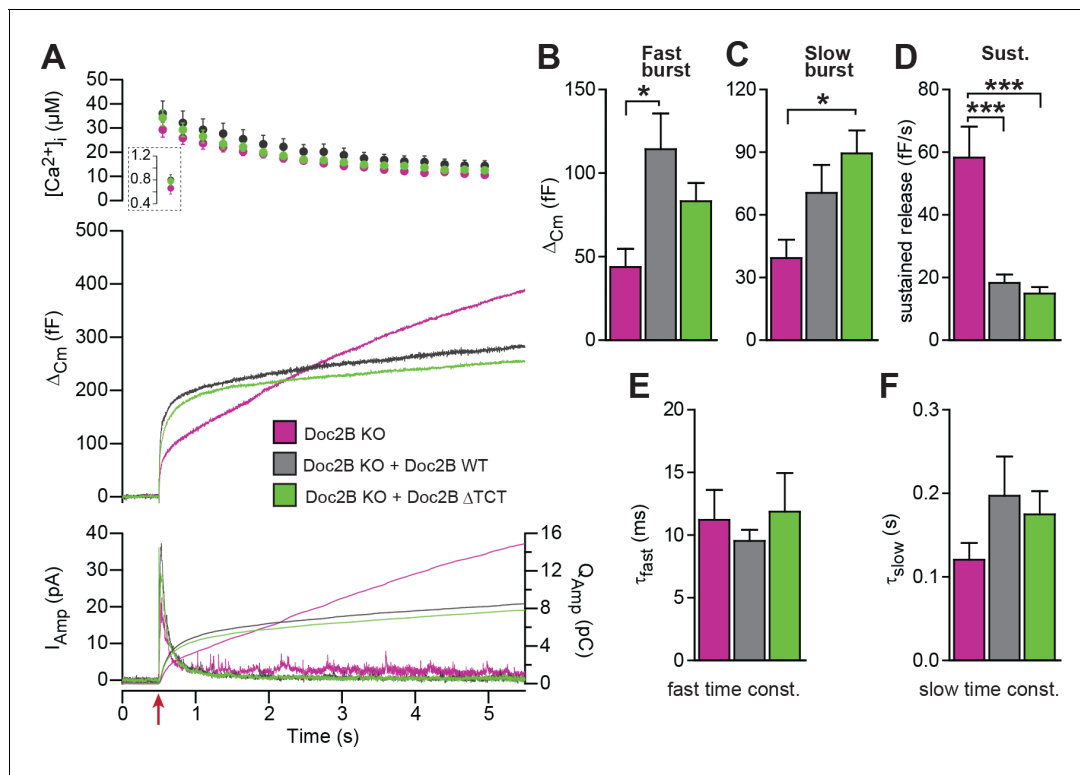 A
[Ca²⁺]ᵢ (µM)
50
40
30
20
10
0
1.2
0.8
0.4
ΔCm (fF)
500
400
300
200
100
0
Doc2B KO
Doc2B KO + Doc2B WT
Doc2B KO + Doc2B ΔTCT
IAmp (pA)
40
30
20
10
0
QAmp (pC)
16
12
8
4
0
0 1 2 3 4 5
Time (s)
B
Fast
burst
ΔCm (fF)
150
100
50
0
*
C
Slow
burst
120
90
60
30
0
*
D
Sust.
sustained release (fF/s)
80
60
40
20
0
***
***
E
τfast (ms)
20
15
10
5
0
fast time const.
F
τslow (s)
0.3
0.2
0.1
0.0
slow time const.